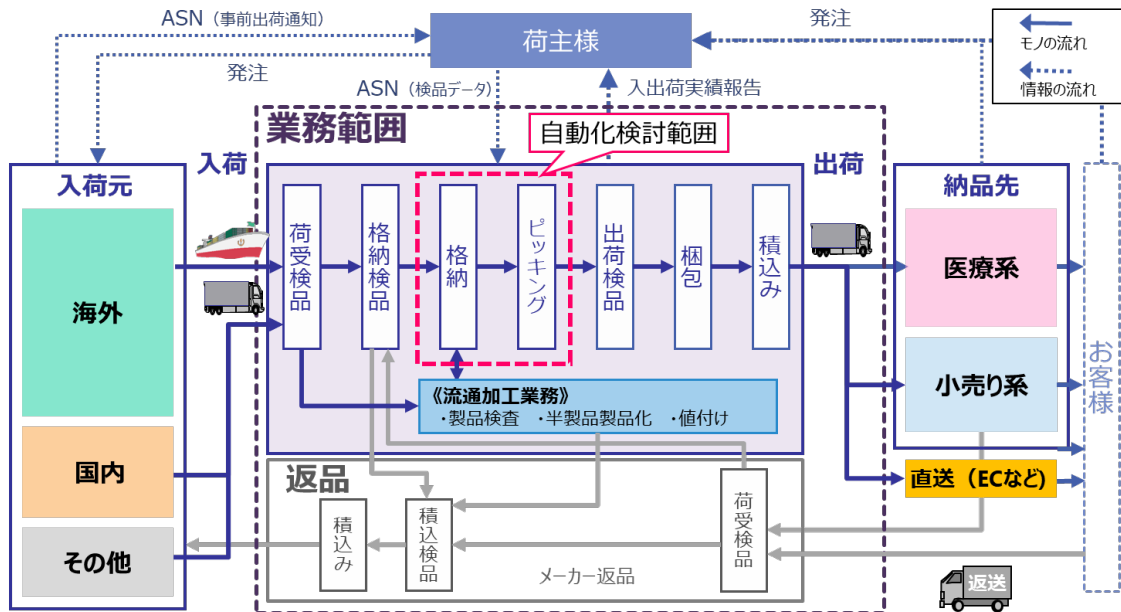 ASN（事前出荷通知）
荷主様
発注
発注
モノの流れ
情報の流れ
ASN（検品データ）
入出荷実績報告
業務範囲
自動化検討範囲
入荷元
入荷
出荷
納品先
荷受検品
格納検品
格納
ピッキング
出荷検品
梱包
積込み
海外
国内
その他
医療系
小売り系
直送（ECなど)
お客様
《流通加工業務》
・製品検査　・半製品製品化　・値付け
返品
積込み
積込検品
荷受検品
メーカー返品
返送